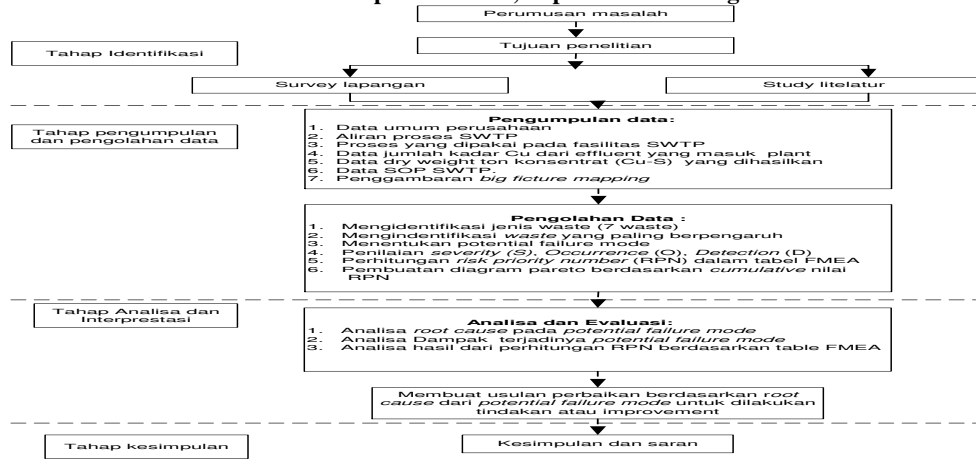 Perumusan masalah
Tahap Identifikasi
Tujuan penelitian
Survey lapangan
Study litelatur
Tahap pengumpulan
dan pengolahan data
Pengumpulan data:
1. Data umum perusahaan
2. Aliran proses SWTP
3. Proses yang dipakai pada fasilitas SWTP
4. Data jumlah kadar Cu dari effluent yang masuk plant
5. Data dry weight ton konsentrat (Cu-S) yang dihasilkan
6. Data SOP SWTP.
7. Penggambaran big ficture mapping
Pengolahan Data :
1. Mengidentifikasi jenis waste (7 waste)
2. Mengindentifikasi waste yang paling berpengaruh
3. Menentukan potential failure mode
4. Penilaian severity (S), Occurrence (O), Detection (D)
5. Perhitungan risk priority number (RPN) dalam tabel FMEA
6. Pembuatan diagram pareto berdasarkan cumulative nilai
RPN
Tahap Analisa dan
Interprestasi
Analisa dan Evaluasi:
1. Analisa root cause pada potential failure mode
2. Analisa Dampak terjadinya potential failure mode
3. Analisa hasil dari perhitungan RPN berdasarkan table FMEA
Membuat usulan perbaikan berdasarkan root
cause dari potential failure mode untuk dilakukan
tindakan atau improvement
Tahap kesimpulan
Kesimpulan dan saran